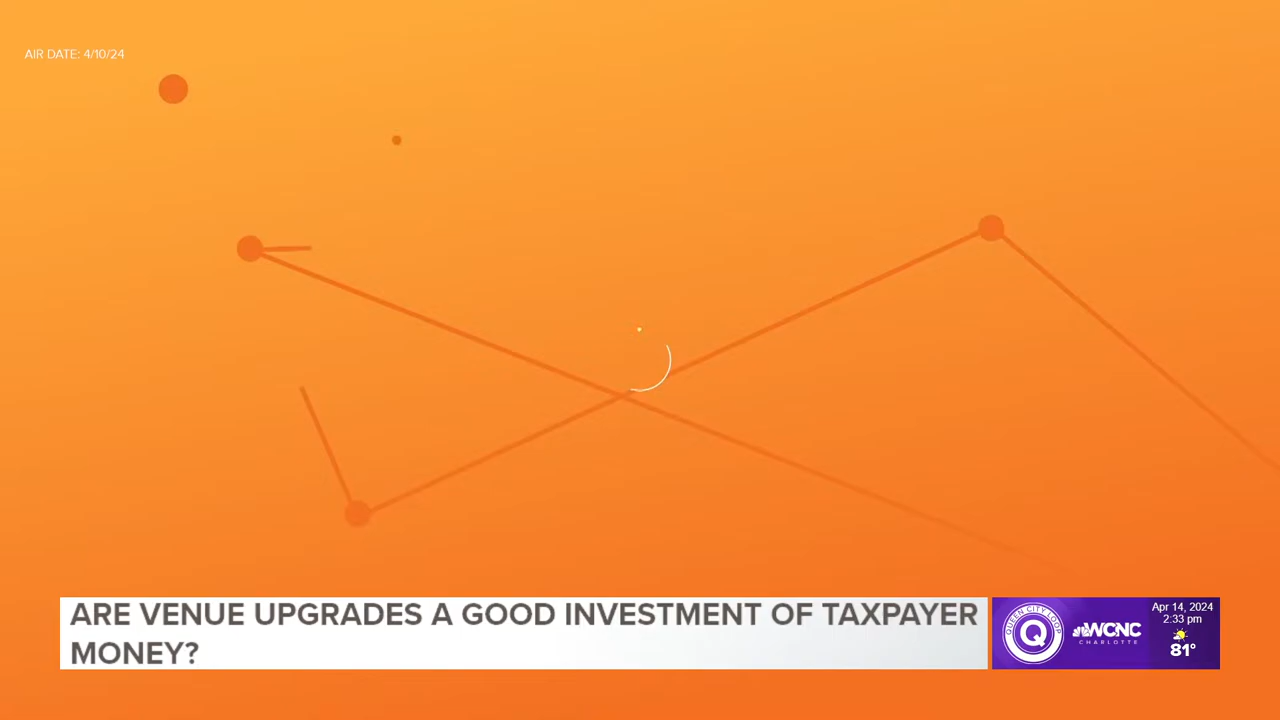 AIR DATE: 4/10/24
ARE VENUE UPGRADES A GOOD INVESTMENT OF TAXPAYER
MONEY?
QUEEN CITY LOOP
Q
WCNC
CHARLOTTE
Apr 14, 2024
2:33 pm
81°